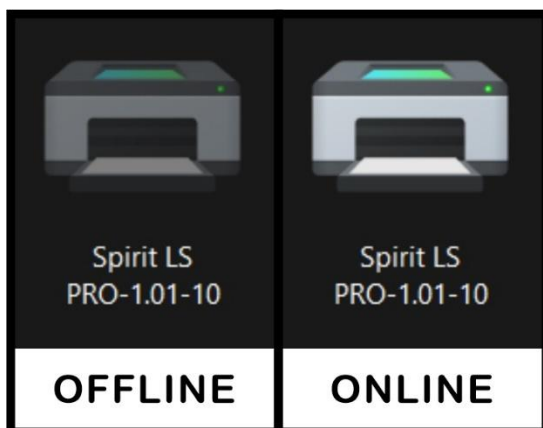 Spirit LS
PRO-1.01-10
OFFLINE
Spirit LS
PRO-1.01-10
ONLINE